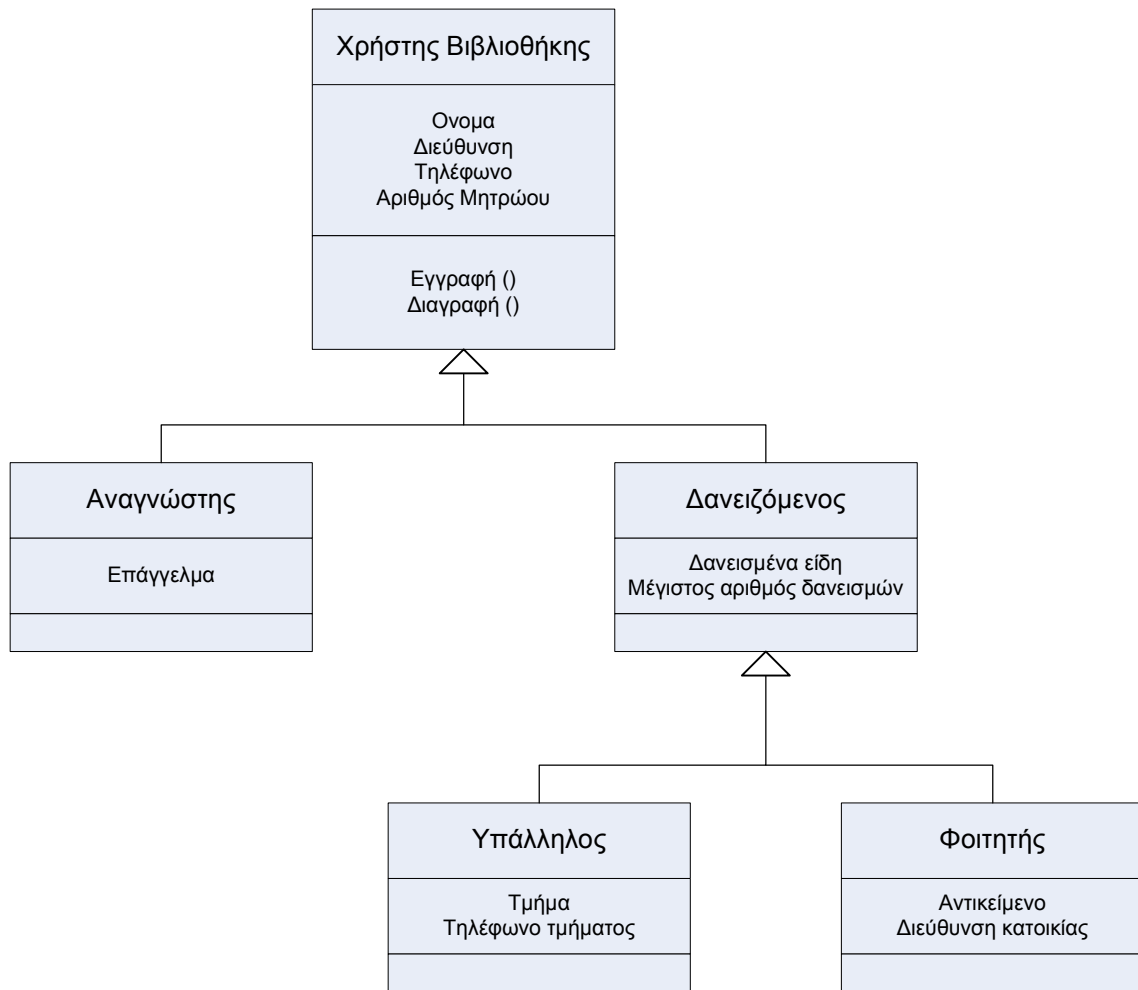 Χρήστης Βιβλιοθήκης
Ονομα
Διεύθυνση
Τηλέφωνο
Αριθμός Μητρώου
Εγγραφή ()
Διαγραφή ()
Αναγνώστης
Επάγγελμα
Δανειζόμενος
Δανεισμένα είδη
Μέγιστος αριθμός δανεισμών
Υπάλληλος
Τμήμα
Τηλέφωνο τμήματος
Φοιτητής
Αντικείμενο
Διεύθυνση κατοικίας